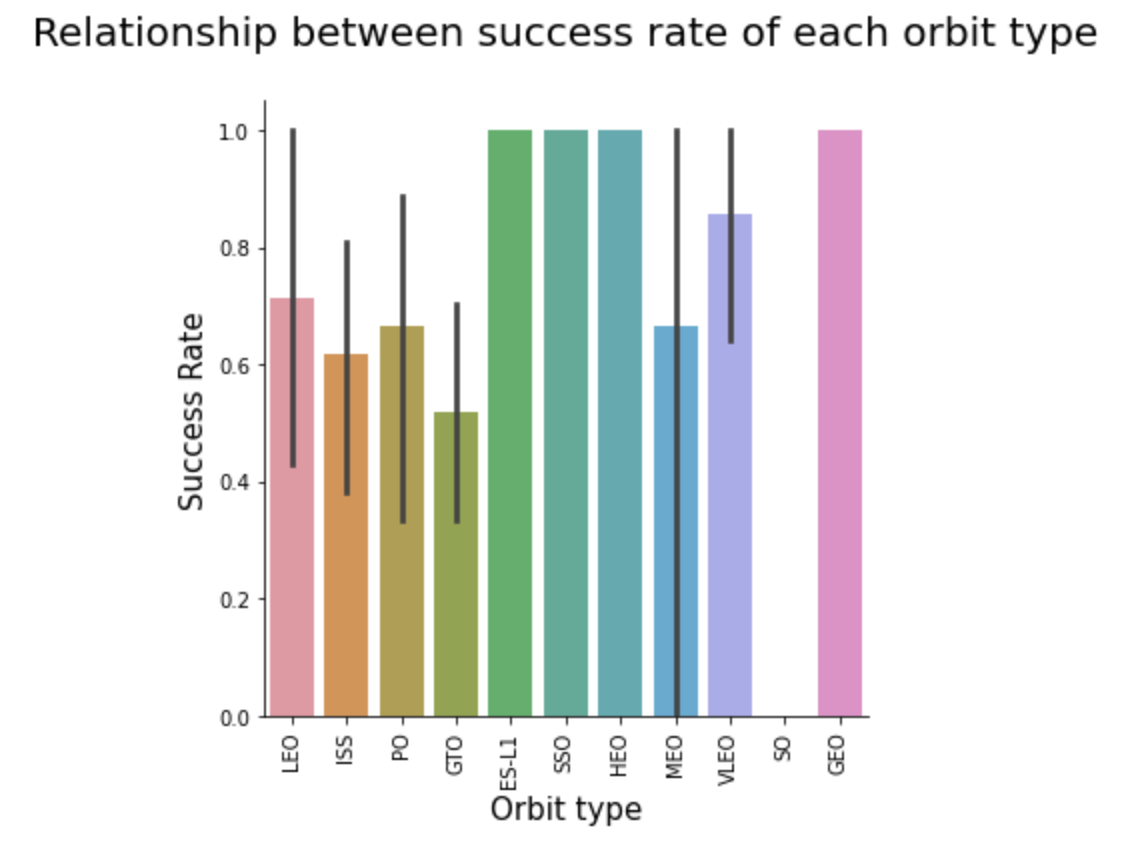 Relationship between success rate of each orbit type
1.0
0.8
0.6
0.4
0.2
0.0
Success Rate
LEO
ISS
PO
GTO
ES-L1
SSO
HEO
MEO
VLEO
SO
GEO
Orbit type